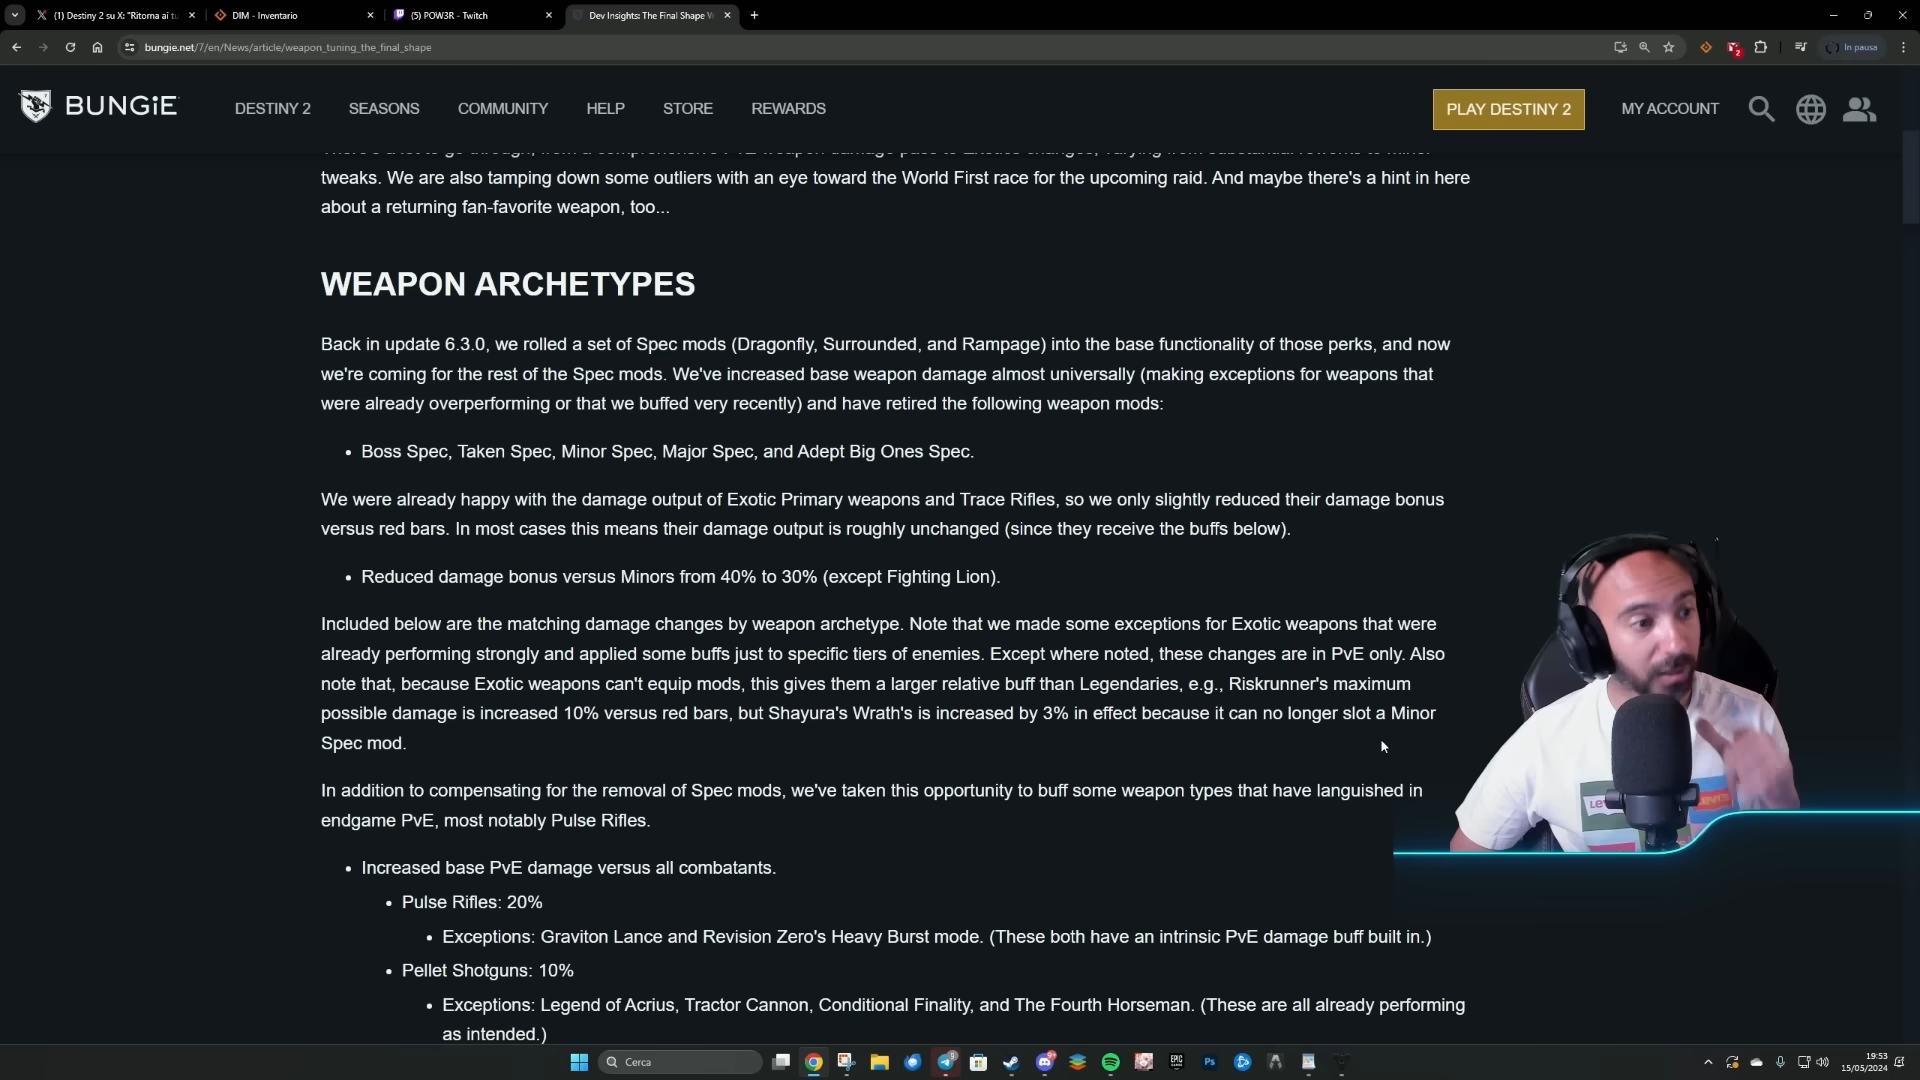 (1) Destiny 2 su X: "Ritorna ai tu
DIM - Inventario
(5) POW3R - Twitch
Dev Insights: The Final Shape W
bungie.net/7/en/News/article/weapon_tuning_the_final_shape
2
In pausa
BUNGiE
DESTINY 2
SEASONS
COMMUNITY
HELP
STORE
REWARDS
PLAY DESTINY 2
MY ACCOUNT
tweaks. We are also tamping down some outliers with an eye toward the World First race for the upcoming raid. And maybe there's a hint in here
about a returning fan-favorite weapon, too...
WEAPON ARCHETYPES
Back in update 6.3.0, we rolled a set of Spec mods (Dragonfly, Surrounded, and Rampage) into the base functionality of those perks, and now
we're coming for the rest of the Spec mods. We've increased base weapon damage almost universally (making exceptions for weapons that
were already overperforming or that we buffed very recently) and have retired the following weapon mods:
• Boss Spec, Taken Spec, Minor Spec, Major Spec, and Adept Big Ones Spec.
We were already happy with the damage output of Exotic Primary weapons and Trace Rifles, so we only slightly reduced their damage bonus
versus red bars. In most cases this means their damage output is roughly unchanged (since they receive the buffs below).
• Reduced damage bonus versus Minors from 40% to 30% (except Fighting Lion).
Included below are the matching damage changes by weapon archetype. Note that we made some exceptions for Exotic weapons that were
already performing strongly and applied some buffs just to specific tiers of enemies. Except where noted, these changes are in PvE only. Also
note that, because Exotic weapons can't equip mods, this gives them a larger relative buff than Legendaries, e.g., Riskrunner's maximum
possible damage is increased 10% versus red bars, but Shayura's Wrath's is increased by 3% in effect because it can no longer slot a Minor
Spec mod.
In addition to compensating for the removal of Spec mods, we've taken this opportunity to buff some weapon types that have languished in
endgame PvE, most notably Pulse Rifles.
• Increased base PvE damage versus all combatants.
• Pulse Rifles: 20%
• Exceptions: Graviton Lance and Revision Zero's Heavy Burst mode. (These both have an intrinsic PvE damage buff built in.)
• Pellet Shotguns: 10%
• Exceptions: Legend of Acrius, Tractor Cannon, Conditional Finality, and The Fourth Horseman. (These are all already performing
as intended.)
Cerca
EPIC
Ps
19:53
15/05/2024